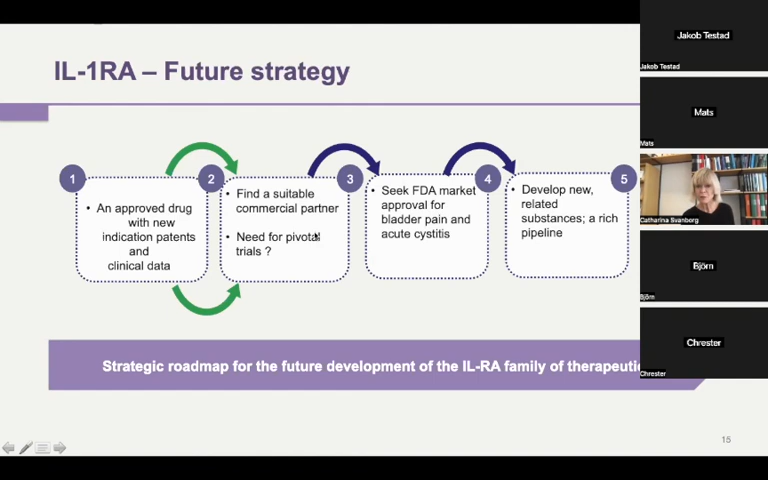 IL-1RA – Future strategy
1
2
3
4
5
• An approved drug
with new
indication patents
and
clinical data
• Find a suitable
commercial partner
• Need for pivotal
trials ?
• Seek FDA market
approval for
bladder pain and
acute cystitis
• Develop new,
related
substances; a rich
pipeline
Strategic roadmap for the future development of the IL-RA family of
15
Jakob Testad
Jakob Testad
Mats
Mats
Catharina Svanborg
Björn
Björn
Chrester
Chrester